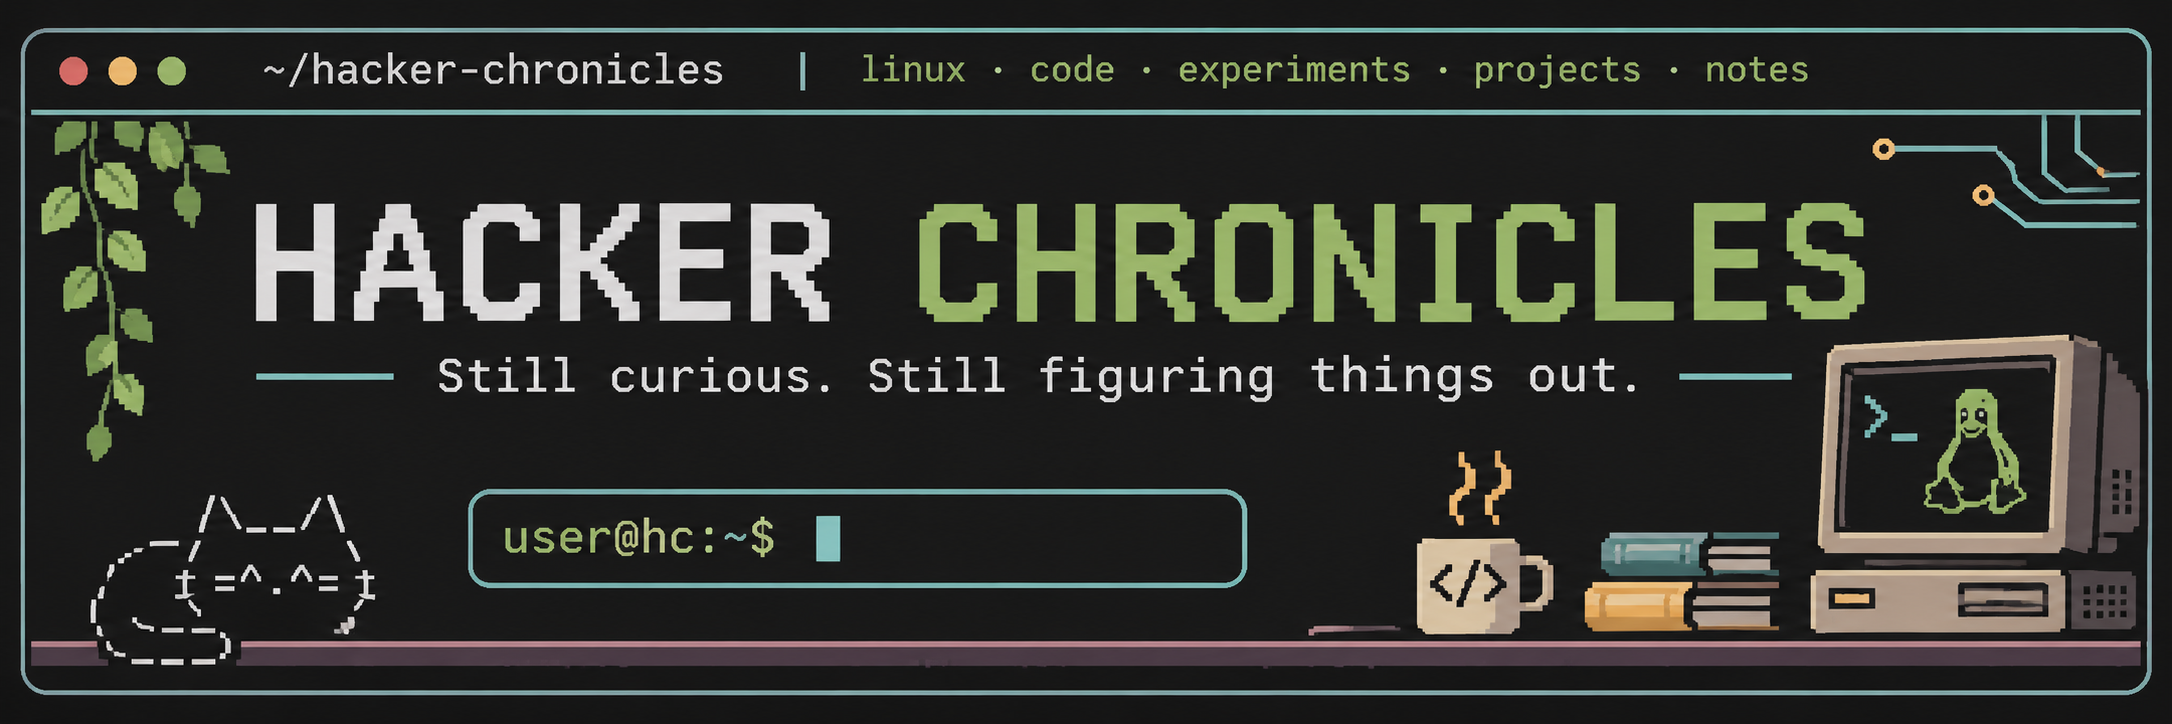 ~/hacker-chronicles | linux · code · experiments · projects · notes
HACKER CHRONICLES
Still curious. Still figuring things out.
>_
=^.^=
user@hc:~$
</>